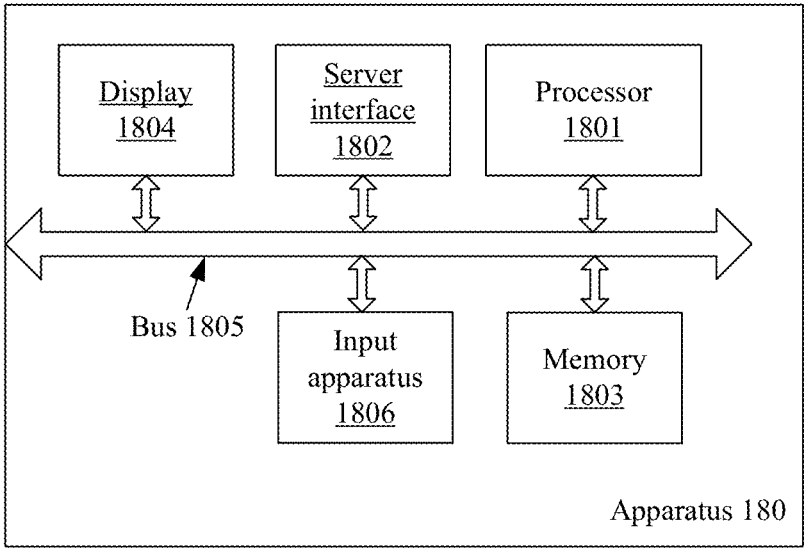 Display
1804
Server
interface
1802
Processor
1801
Bus 1805
Input
apparatus
1806
Memory
1803
Apparatus 180